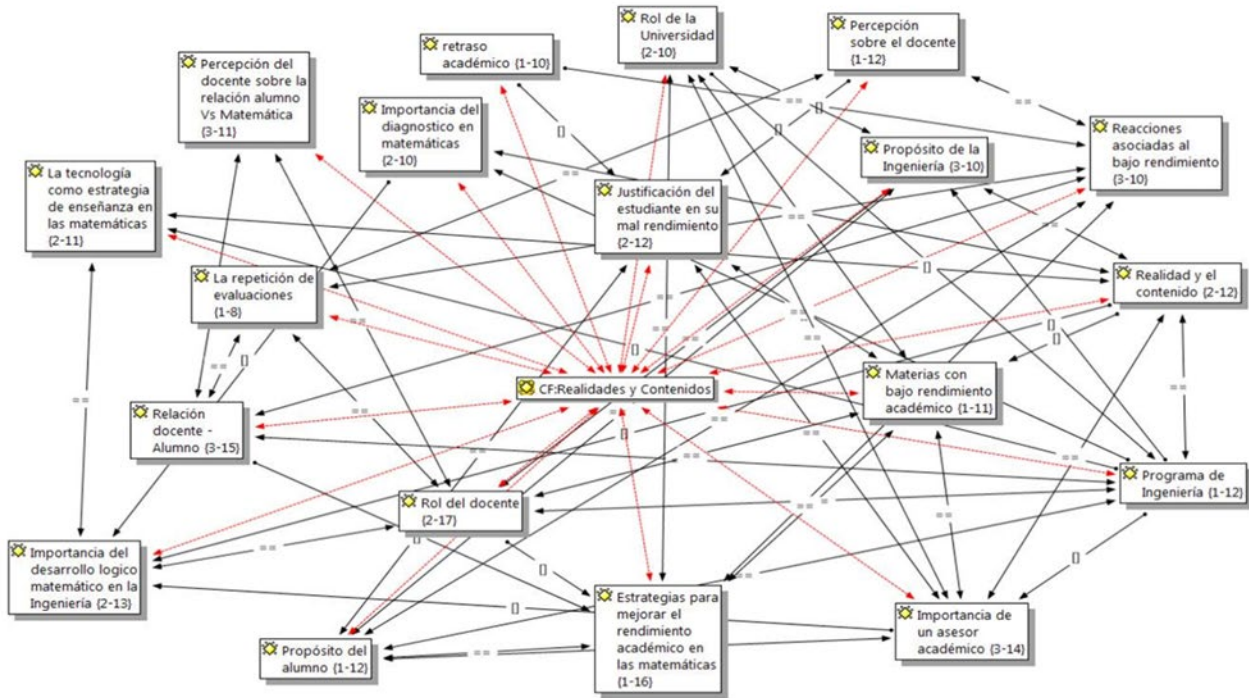 Rol de la
Universidad
{2-10}
Percepción
sobre el docente
{1-12}
retraso
académico {1-10}
Percepción del
docente sobre la
relación alumno
Vs Matemática
{3-11}
Importancia del
diagnostico en
matemáticas
{2-10}
Reacciones
asociadas al bajo
rendimiento
{3-10}
Propósito de la
Ingeniería {3-10}
La tecnología
como estrategia
de enseñanza en
las matemáticas
{2-11}
Justificación del
estudiante en su
mal rendimiento
{2-12}
La repetición de
evaluaciones
{1-8}
Realidad y el
contenido {2-12}
CF:Realidades y Contenidos
Materias con
bajo rendimiento
académico {1-11}
Relación
docente -
Alumno {3-15}
Programa de
Ingeniería {1-12}
Rol del docente
{2-17}
Importancia del
desarrollo logico
matemático en la
Ingeniería {2-13}
Estrategias para
mejorar el
rendimiento
académico en
las matemáticas
{1-16}
Importancia de
un asesor
académico {3-14}
Propósito del
alumno {1-12}